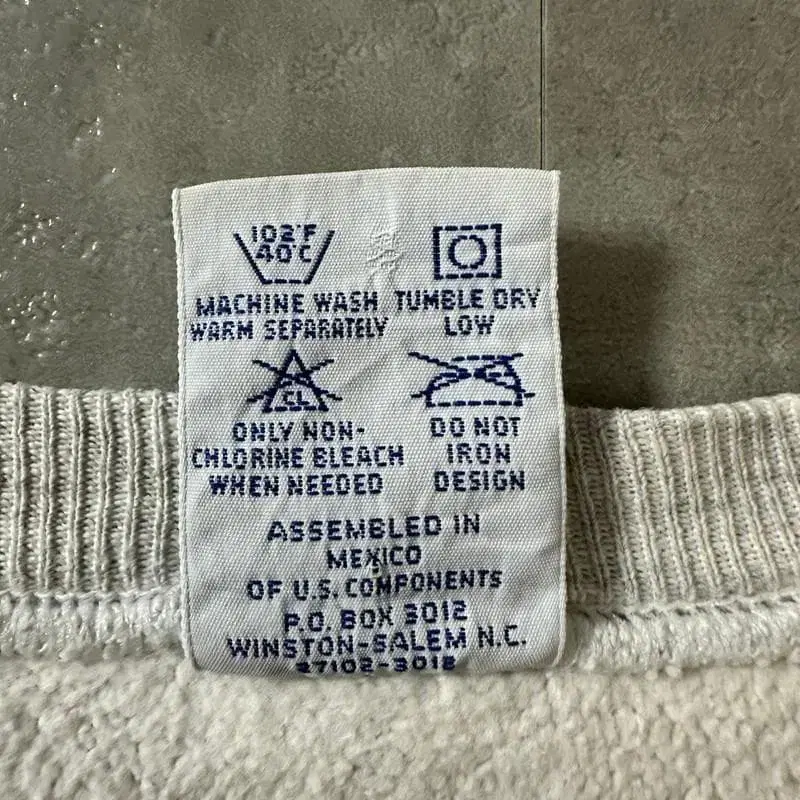 102°F
40°C
MACHINE WASH
WARM SEPARATELY
TUMBLE DRY
LOW
CL
ONLY NON-
CHLORINE BLEACH
WHEN NEEDED
DO NOT
IRON
DESIGN
ASSEMBLED IN
MEXICO
OF U.S. COMPONENTS
P.O. BOX 3012
WINSTON-SALEM N.C.
27102-3012